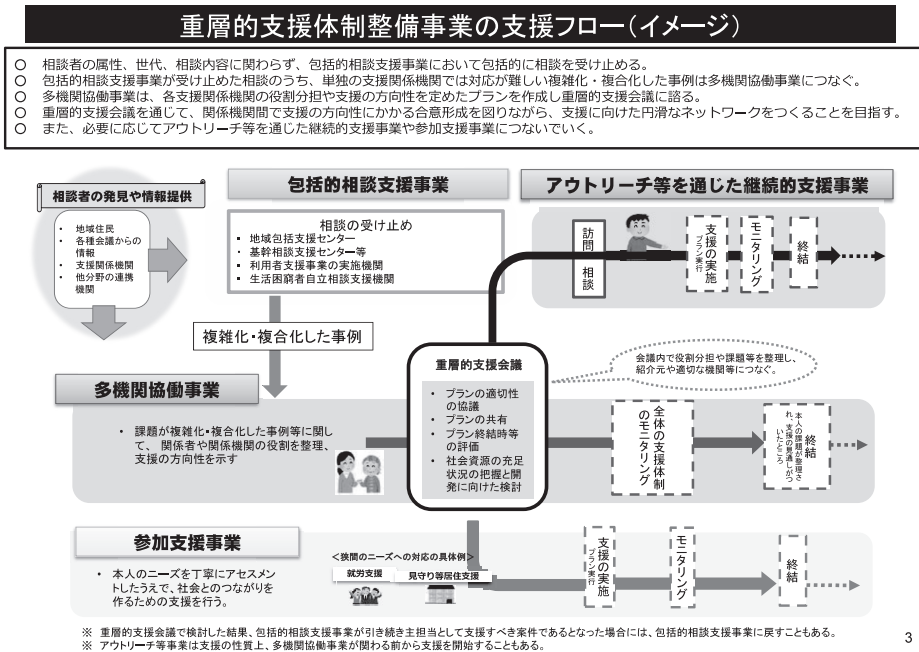 重層的支援体制整備事業の支援フロー(イメージ)
○ 相談者の属性、世代、相談内容に関わらず、包括的相談支援事業において包括的に相談を受け止める。
○ 包括的相談支援事業が受け止めた相談のうち、単独の支援関係機関では対応が難しい複雑化・複合化した事例は多機関協働事業につなぐ。
○ 多機関協働事業は、各支援関係機関の役割分担や支援の方向性を定めたプランを作成し重層的支援会議に諮る。
○ 重層的支援会議を通じて、関係機関間で支援の方向性にかかる合意形成を図りながら、支援に向けた円滑なネットワークをつくることを目指す。
○ また、必要に応じてアウトリーチ等を通じた継続的支援事業や参加支援事業につないでいく。
相談者の発見や情報提供
• 地域住民
• 各種会議からの
情報
• 支援関係機関
• 他分野の連携
機関
包括的相談支援事業
相談の受け止め
▪ 地域包括支援センター
▪ 基幹相談支援センター等
▪ 利用者支援事業の実施機関
▪ 生活困窮者自立相談支援機関
複雑化・複合化した事例
アウトリーチ等を通じた継続的支援事業
訪問
相談
支援の実施
プラン実行
モニタリング
終結
多機関協働事業
• 課題が複雑化・複合化した事例等に関し
て、 関係者や関係機関の役割を整理、
支援の方向性を示す
重層的支援会議
• プランの適切性
の協議
• プランの共有
• プラン終結時等
の評価
• 社会資源の充足
状況の把握と開
発に向けた検討
会議内で役割分担や課題等を整理し、
紹介元や適切な機関等につなぐ。
全体の支援体制
のモニタリング
終結
本人の課題が整理さ
れ、支援の見通しがつ
いたところ
参加支援事業
• 本人のニーズを丁寧にアセスメン
トしたうえで、社会とのつながりを
作るための支援を行う。
<狭間のニーズへの対応の具体例>
就労支援
見守り等居住支援
支援の実施
プラン実行
モニタリング
終結
※ 重層的支援会議で検討した結果、包括的相談支援事業が引き続き主担当として支援すべき案件であるとなった場合には、包括的相談支援事業に戻すこともある。
※ アウトリーチ等事業は支援の性質上、多機関協働事業が関わる前から支援を開始することもある。
3